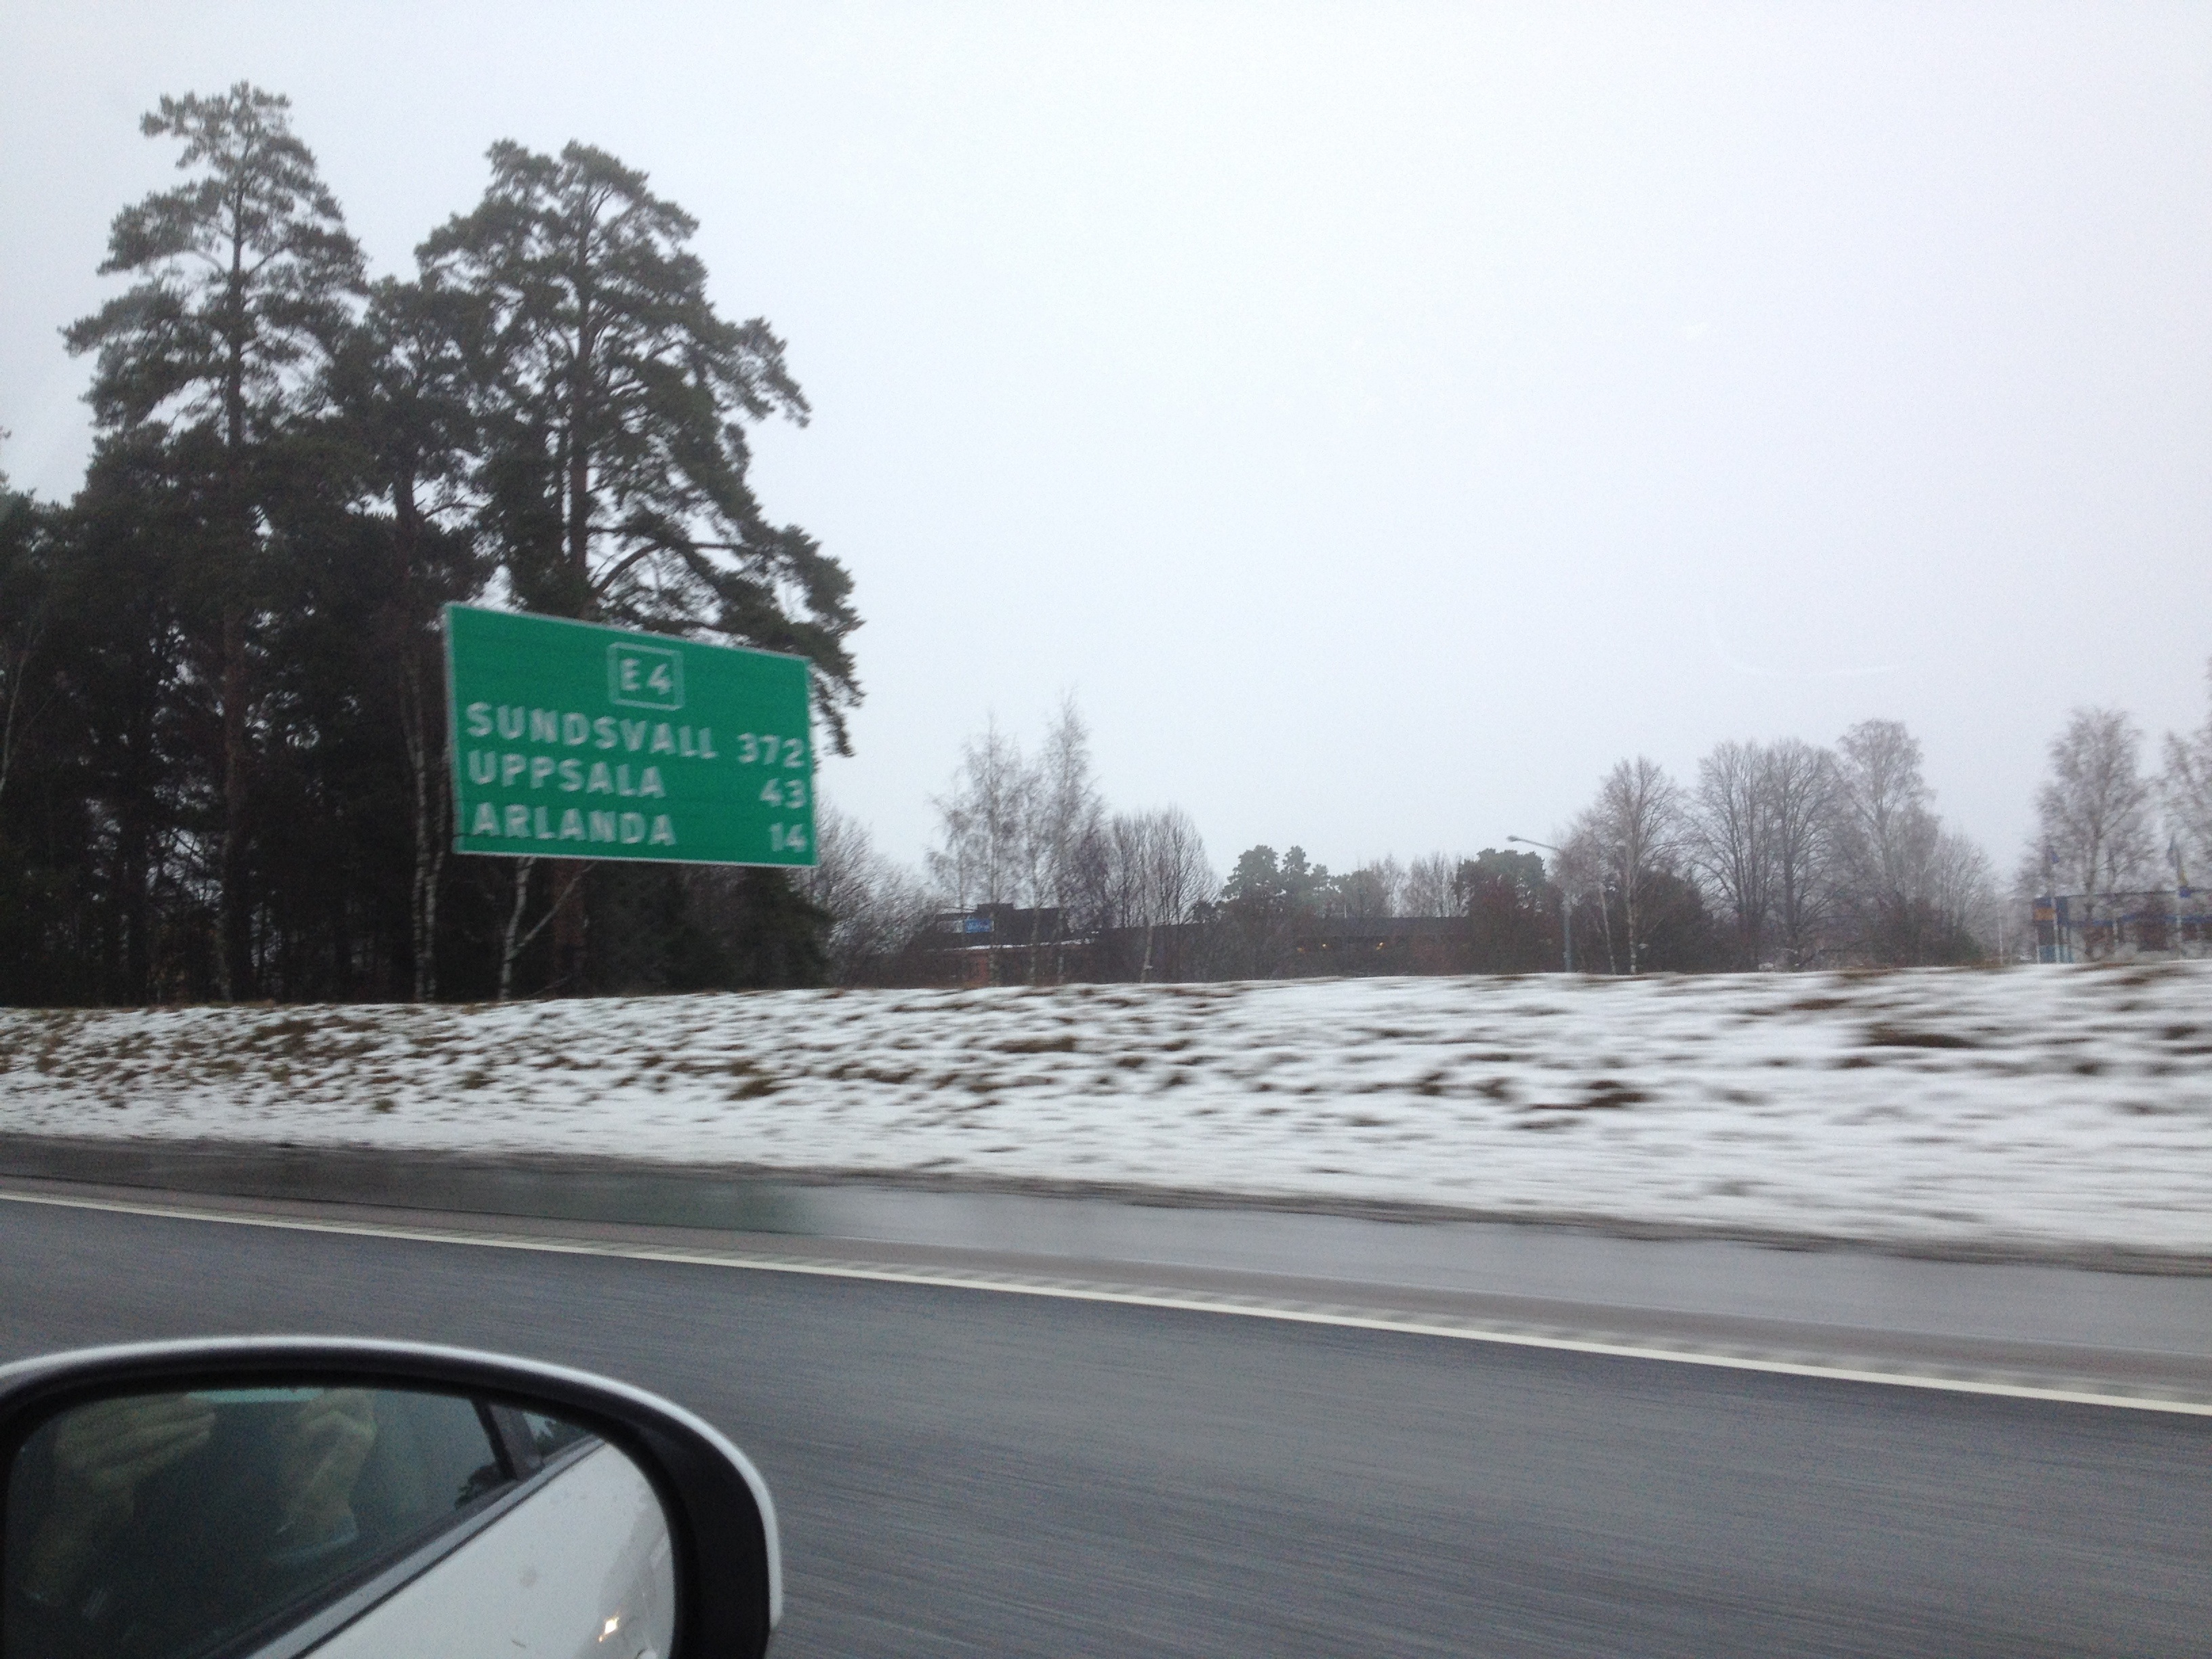 E4
SUNDSVALL 372
UPPSALA 43
ARLANDA 14